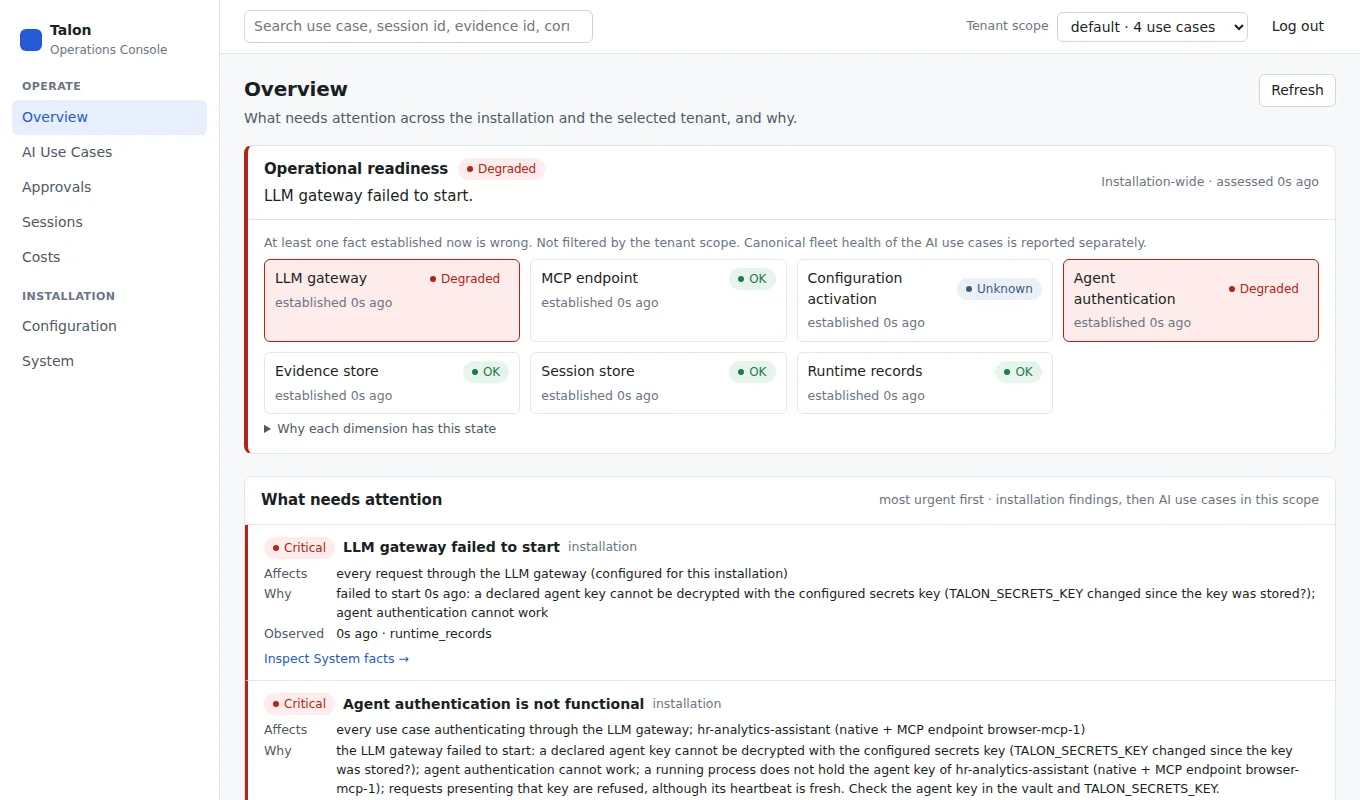 Talon
Operations Console
OPERATE
Overview
AI Use Cases
Approvals
Sessions
Costs
INSTALLATION
Configuration
System
Search use case, session id, evidence id, cori
Tenant scope
default · 4 use cases
Log out
Overview
What needs attention across the installation and the selected tenant, and why.
Refresh
Operational readiness
Degraded
LLM gateway failed to start.
Installation-wide · assessed 0s ago
At least one fact established now is wrong. Not filtered by the tenant scope. Canonical fleet health of the AI use cases is reported separately.
LLM gateway
Degraded
established 0s ago
MCP endpoint
OK
established 0s ago
Configuration
activation
Unknown
established 0s ago
Agent
authentication
Degraded
established 0s ago
Evidence store
OK
established 0s ago
Session store
OK
established 0s ago
Runtime records
OK
established 0s ago
Why each dimension has this state
What needs attention
most urgent first · installation findings, then AI use cases in this scope
Critical
LLM gateway failed to start
installation
Affects
every request through the LLM gateway (configured for this installation)
Why
failed to start 0s ago: a declared agent key cannot be decrypted with the configured secrets key (TALON_SECRETS_KEY changed since the key was stored?);
agent authentication cannot work
Observed
0s ago · runtime_records
Inspect System facts →
Critical
Agent authentication is not functional
installation
Affects
every use case authenticating through the LLM gateway; hr-analytics-assistant (native + MCP endpoint browser-mcp-1)
Why
the LLM gateway failed to start: a declared agent key cannot be decrypted with the configured secrets key (TALON_SECRETS_KEY changed since the key
was stored?); agent authentication cannot work; a running process does not hold the agent key of hr-analytics-assistant (native + MCP endpoint browser-
mcp-1); requests presenting that key are refused, although its heartbeat is fresh. Check the agent key in the vault and TALON_SECRETS_KEY.